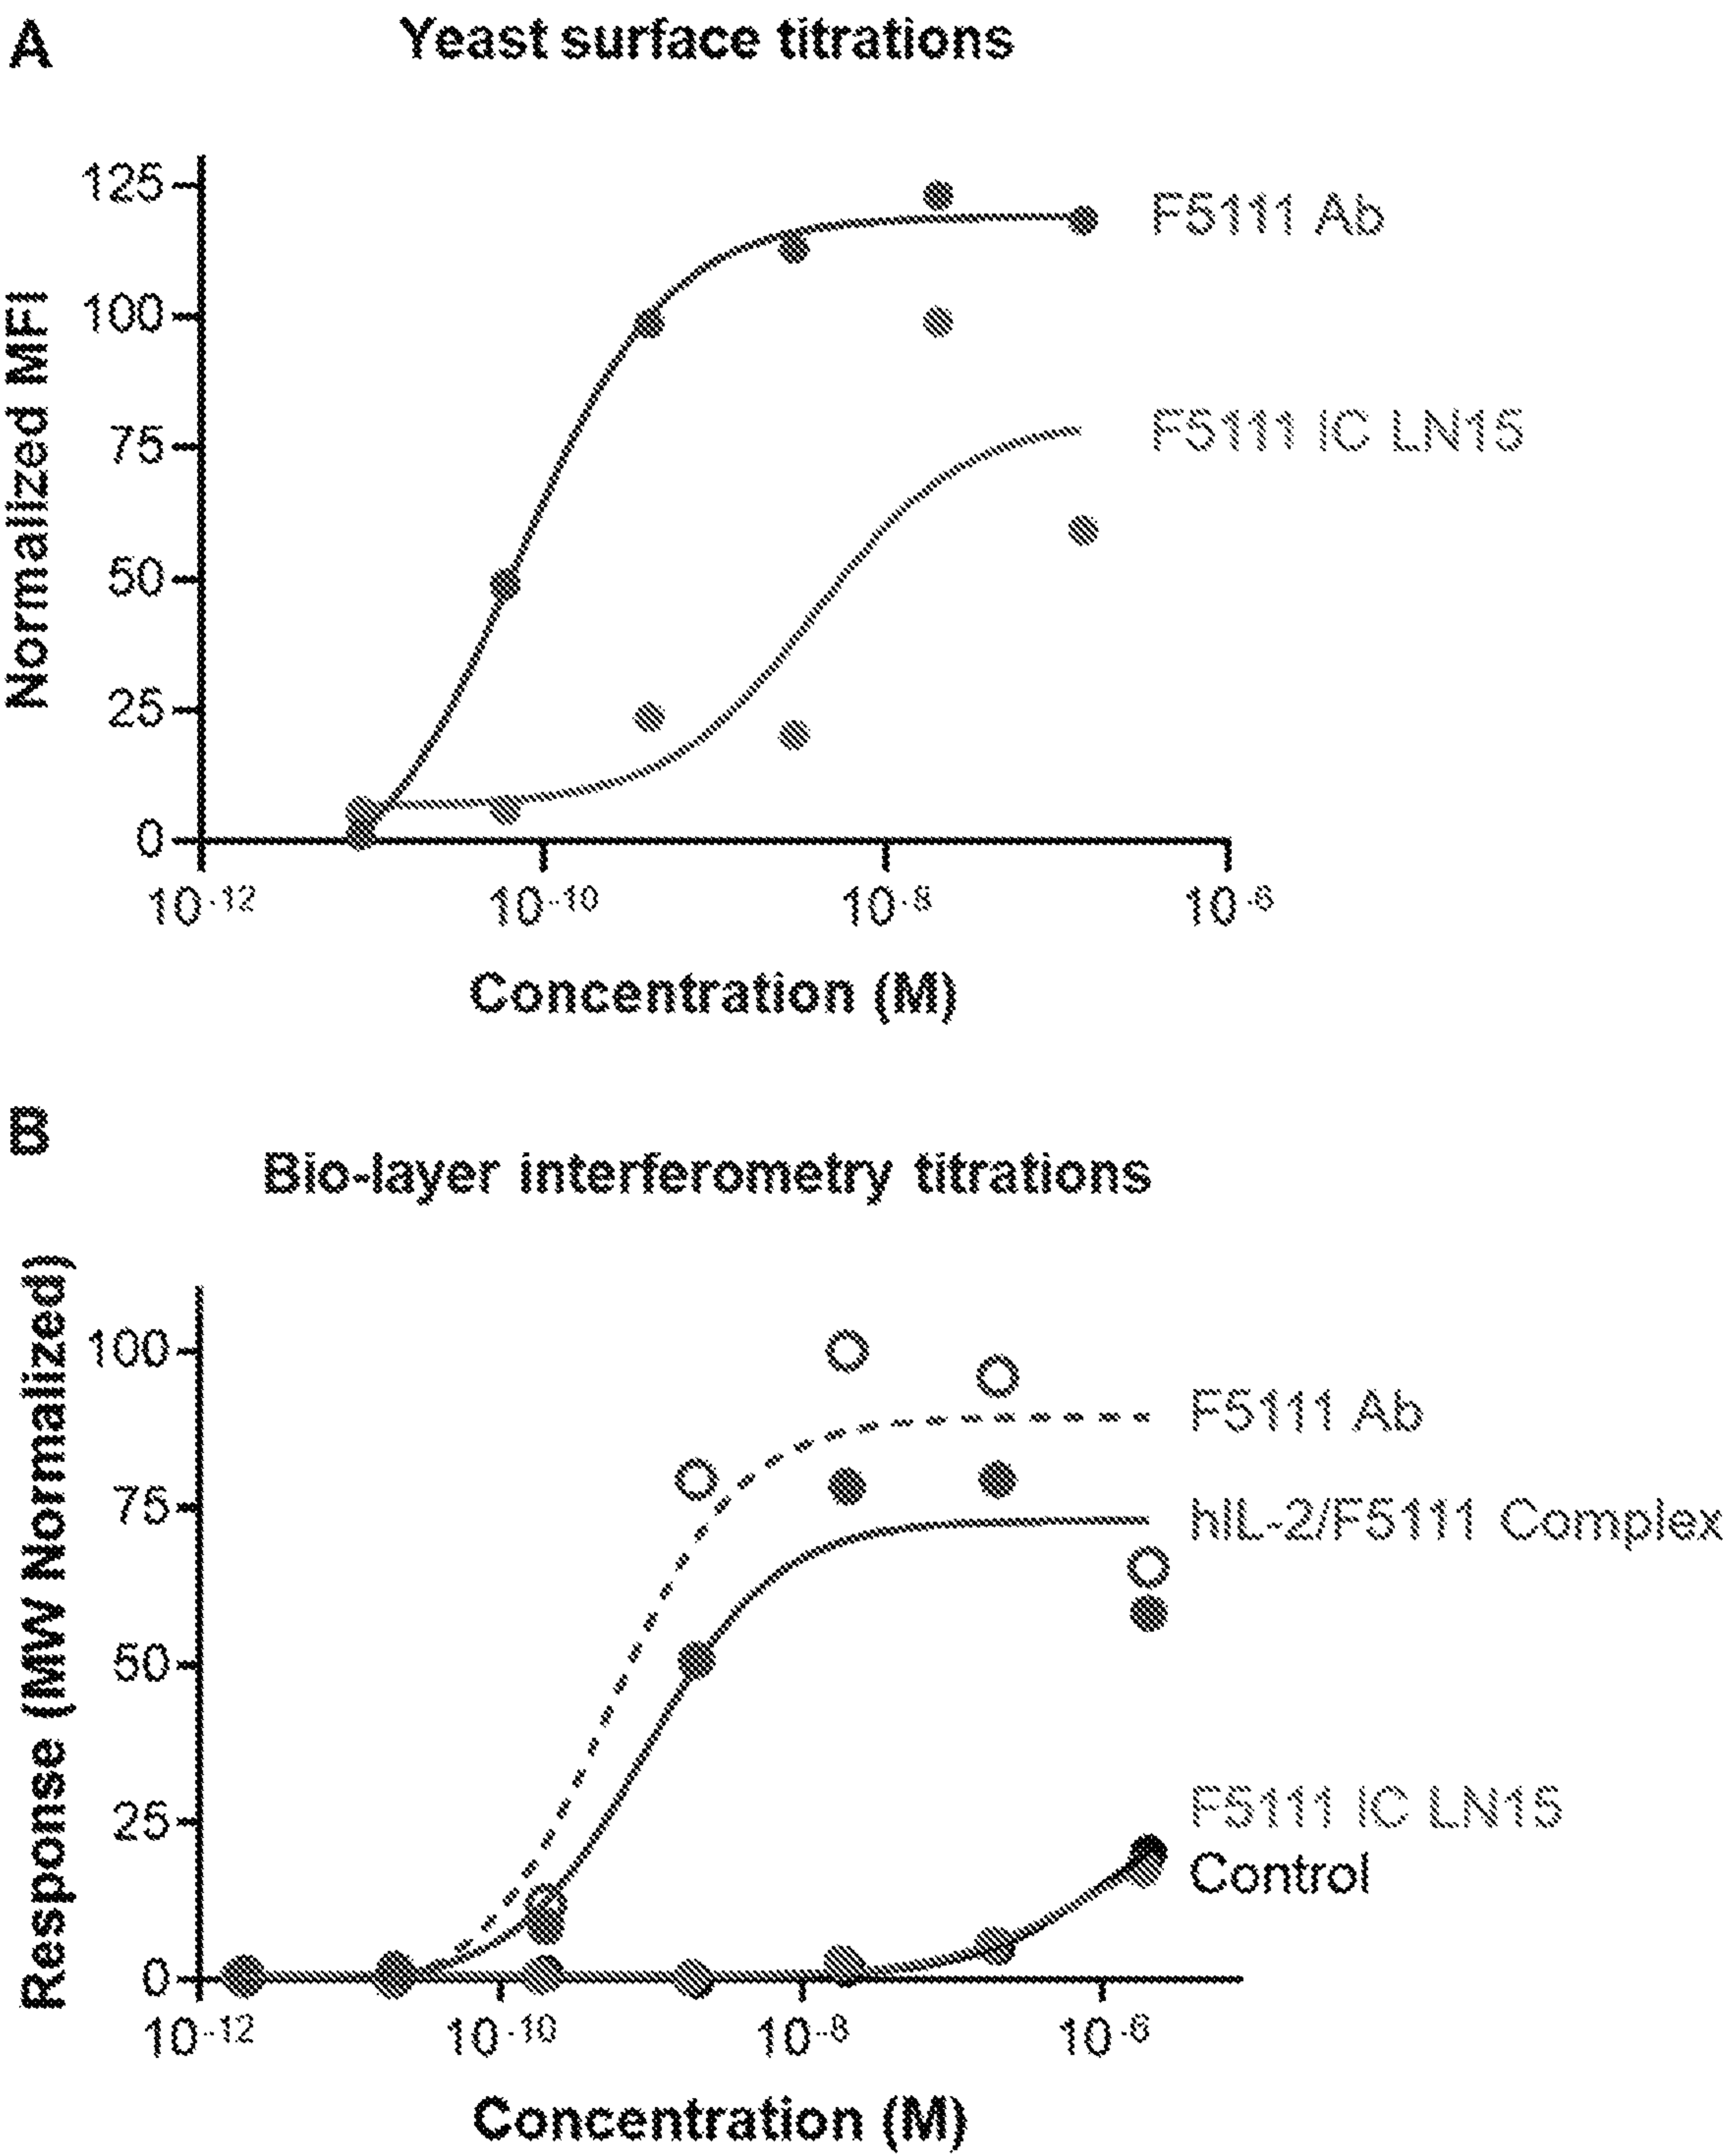 A
Yeast surface titrations
Normalized MFI
125
100
75
50
25
0
F5111 Ab
F5111 IC LN15
10-12
10-10
10-8
10-6
Concentration (M)
B
Bio-layer interferometry titrations
Response (MW Normalized)
100
75
50
25
0
F5111 Ab
hIL-2/F5111 Complex
F5111 IC LN15
Control
10-12
10-10
10-8
10-6
Concentration (M)